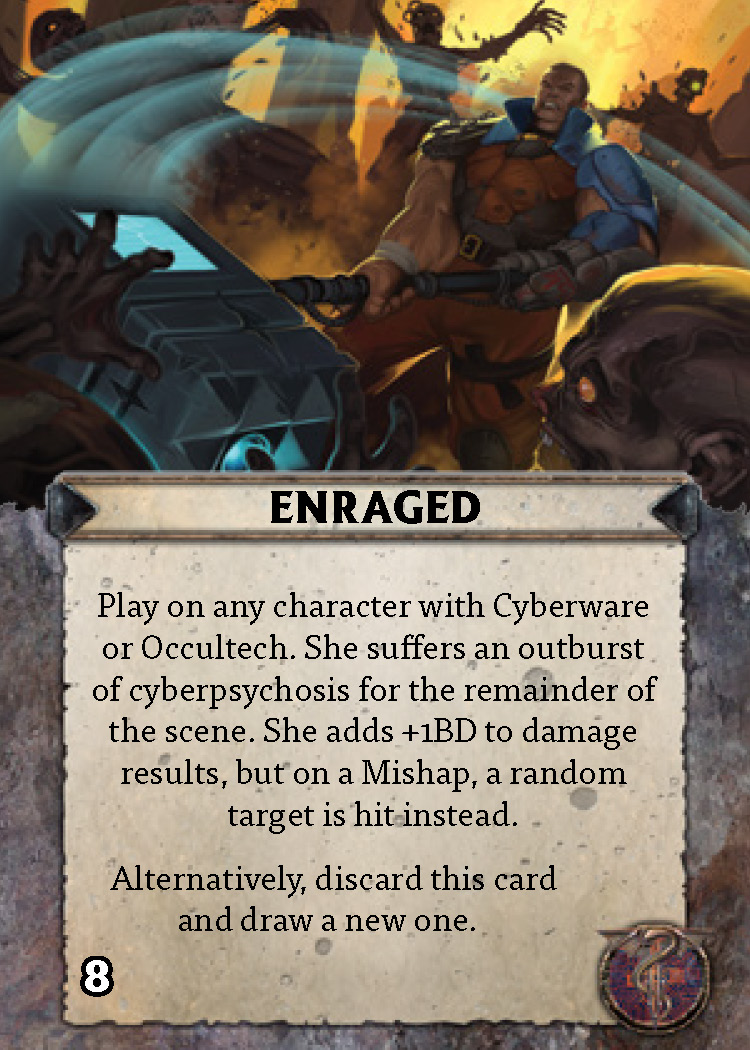 ENRAGED
Play on any character with Cyberware
or Occultech. She suffers an outburst
of cyberpsychosis for the remainder of
the scene. She adds +1BD to damage
results, but on a Mishap, a random
target is hit instead.
Alternatively, discard this card
and draw a new one.
8